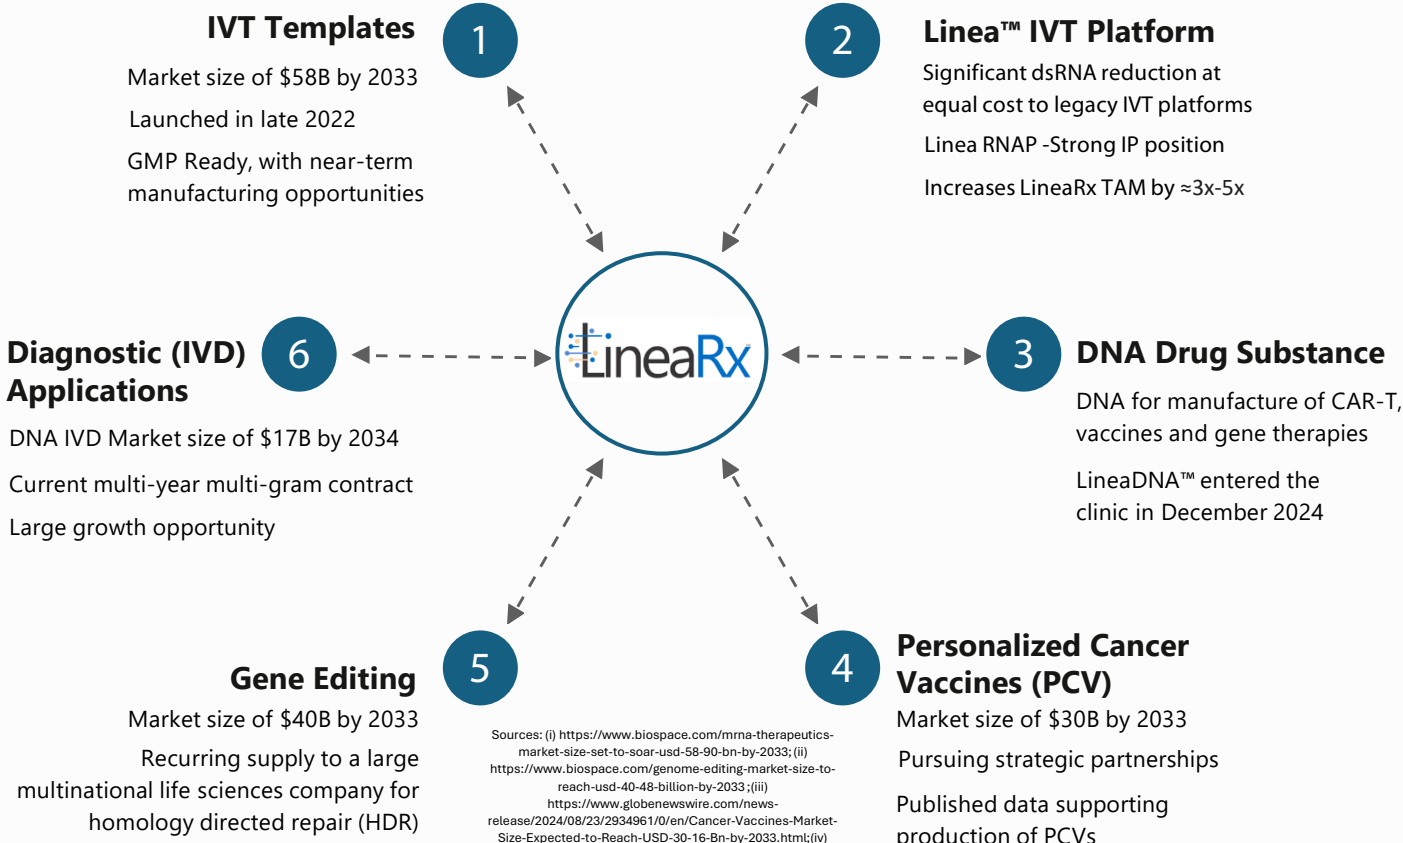 IVT Templates
1
Market size of $58B by 2033
Launched in late 2022
GMP Ready, with near-term
manufacturing opportunities
2
Linea™ IVT Platform
Significant dsRNA reduction at
equal cost to legacy IVT platforms
Linea RNAP -Strong IP position
Increases LineaRx TAM by ≈3x-5x
LineaRx
Diagnostic (IVD)
Applications
6
DNA IVD Market size of $17B by 2034
Current multi-year multi-gram contract
Large growth opportunity
3
DNA Drug Substance
DNA for manufacture of CAR-T,
vaccines and gene therapies
LineaDNA™ entered the
clinic in December 2024
Gene Editing
5
Market size of $40B by 2033
Recurring supply to a large
multinational life sciences company for
homology directed repair (HDR)
Sources: (i) https://www.biospace.com/mrna-therapeutics-
market-size-set-to-soar-usd-58-90-bn-by-2033; (ii)
https://www.biospace.com/genome-editing-market-size-to-
reach-usd-40-48-billion-by-2033 ;(iii)
https://www.globenewswire.com/news-
release/2024/08/23/2934961/0/en/Cancer-Vaccines-Market-
Size-Expected-to-Reach-USD-30-16-Bn-by-2033.html;(iv)
4
Personalized Cancer
Vaccines (PCV)
Market size of $30B by 2033
Pursuing strategic partnerships
Published data supporting
production of PCVs